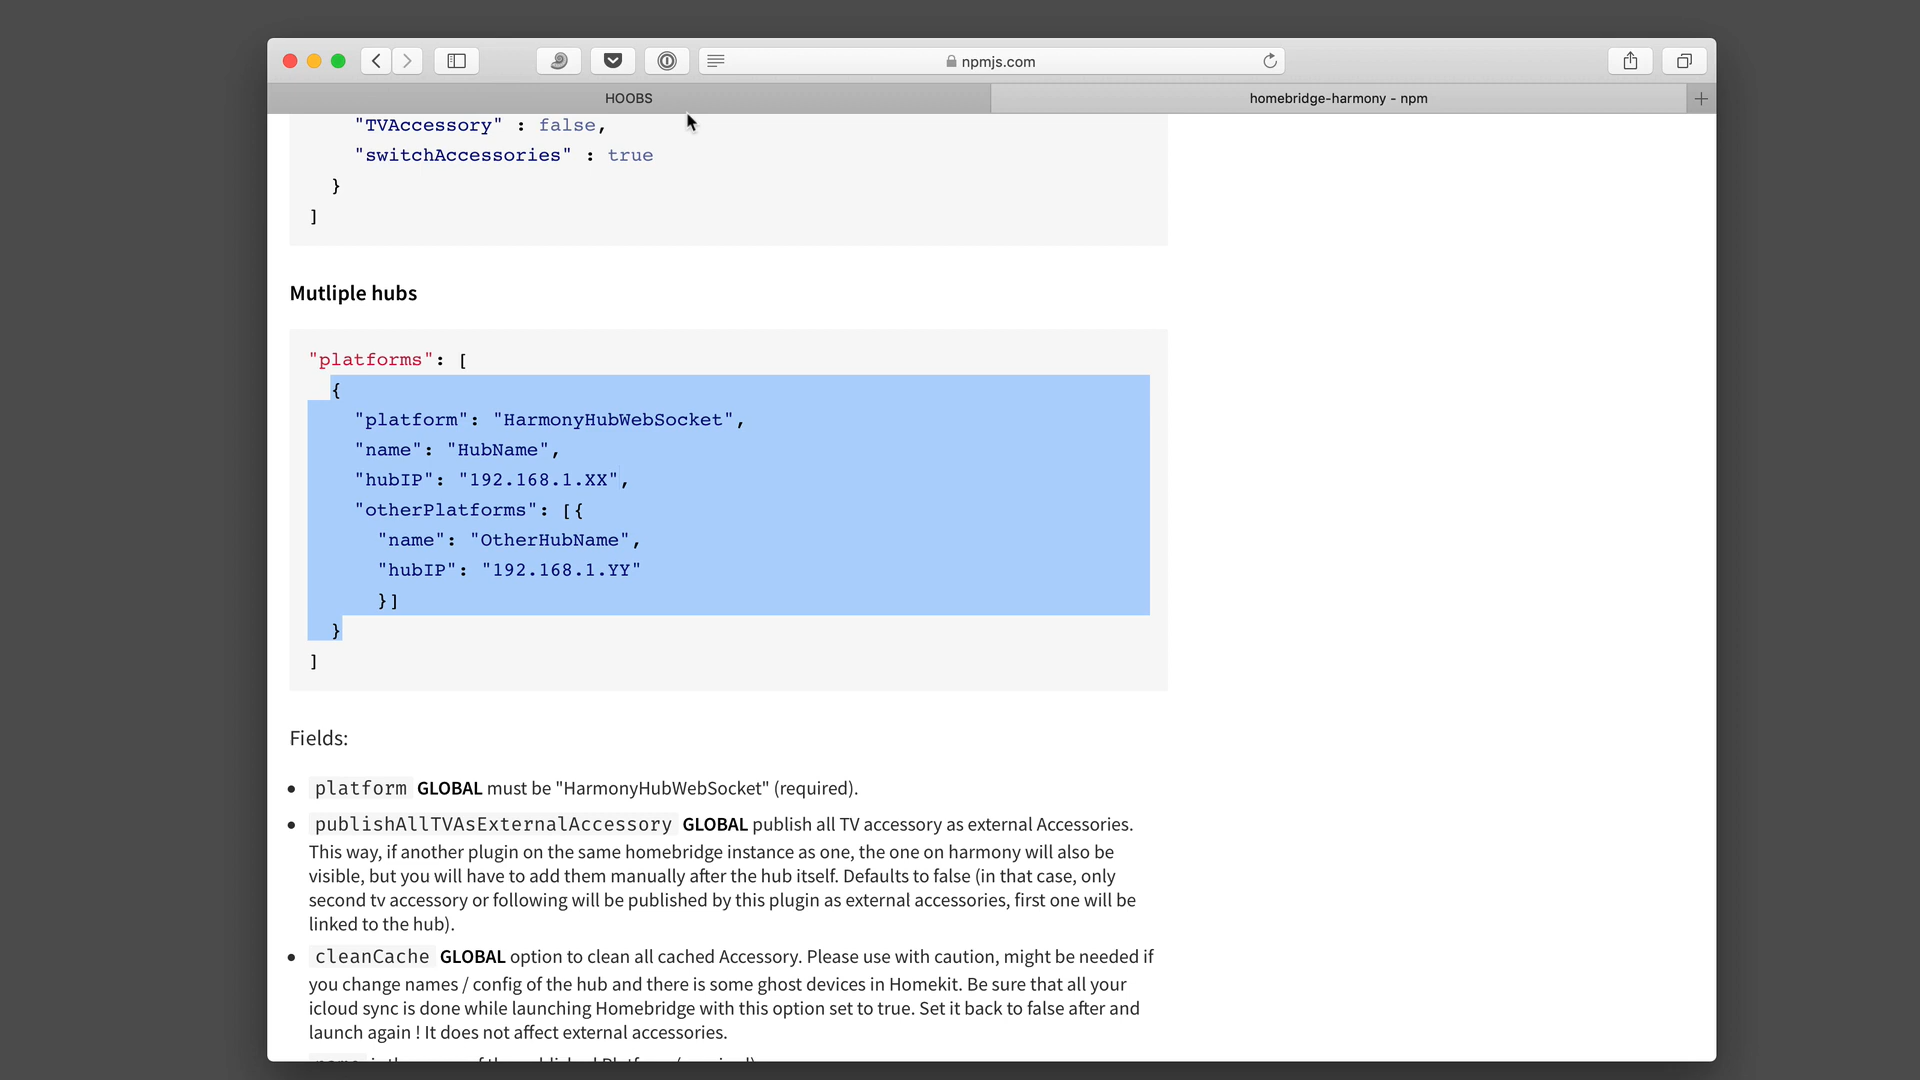 npmjs.com
HOOBS
homebridge-harmony - npm
"TVAccessory" : false,
"switchAccessories" : true
}
]
Mutliple hubs
"platforms": [
{
"platform": "HarmonyHubWebSocket",
"name": "HubName",
"hubIP": "192.168.1.XX",
"otherPlatforms": [{
"name": "OtherHubName",
"hubIP": "192.168.1.YY"
}]
}
]
Fields:
platform GLOBAL must be "HarmonyHubWebSocket" (required).
publishAllTVAsExternalAccessory GLOBAL publish all TV accessory as external Accessories.
This way, if another plugin on the same homebridge instance as one, the one on harmony will also be
visible, but you will have to add them manually after the hub itself. Defaults to false (in that case, only
second tv accessory or following will be published by this plugin as external accessories, first one will be
linked to the hub).
cleanCache GLOBAL option to clean all cached Accessory. Please use with caution, might be needed if
you change names / config of the hub and there is some ghost devices in Homekit. Be sure that all your
icloud sync is done while launching Homebridge with this option set to true. Set it back to false after and
launch again ! It does not affect external accessories.